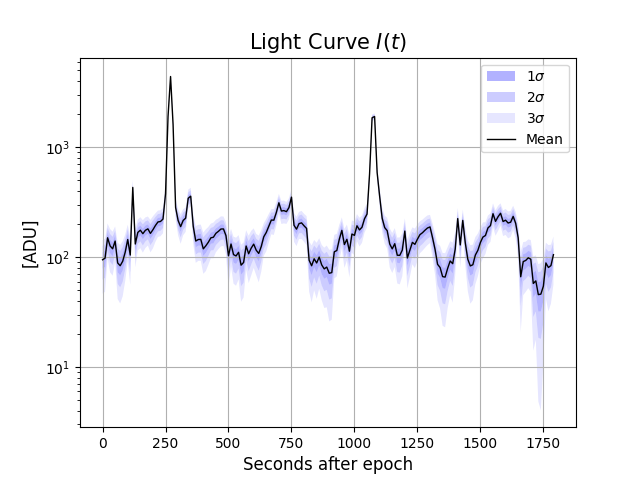 Light Curve I(t)
1σ
2σ
3σ
Mean
[ADU]
10³
10²
10¹
0 250 500 750 1000 1250 1500 1750
Seconds after epoch